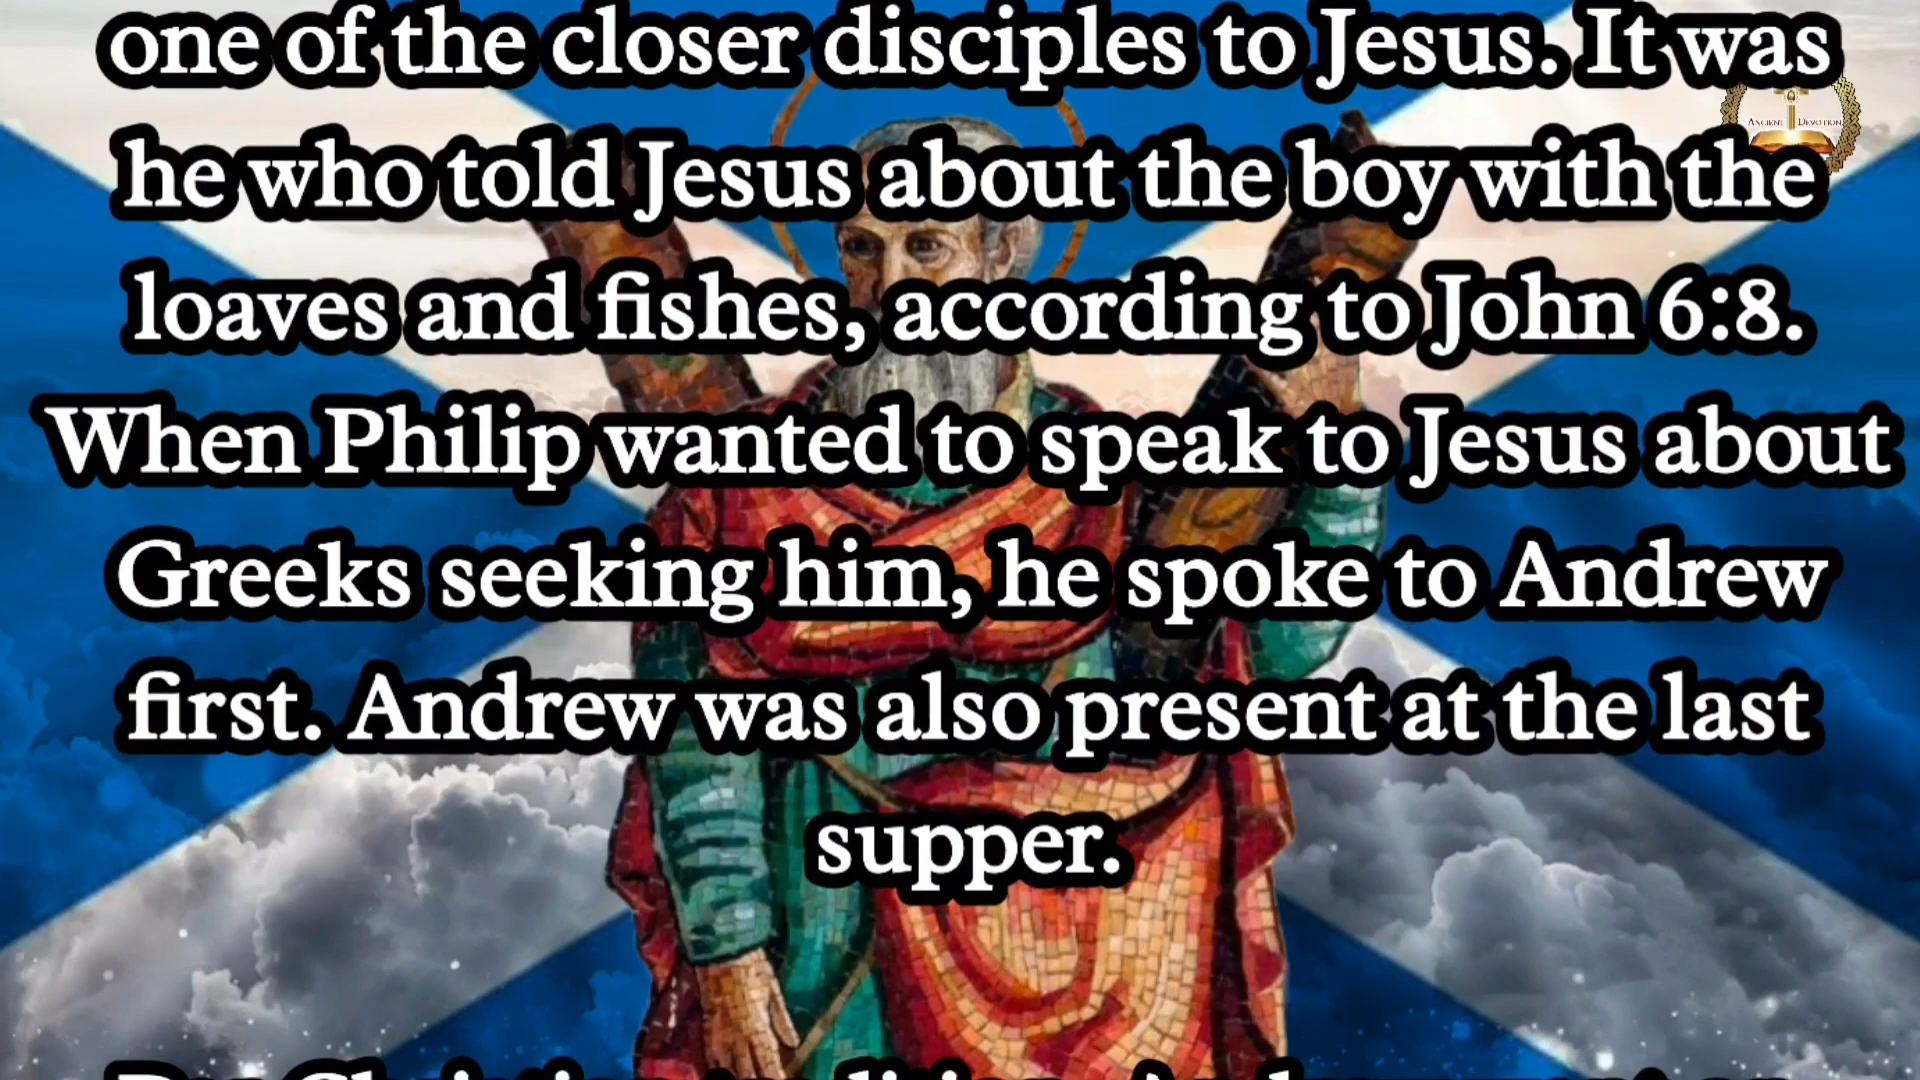 one of the closer disciples to Jesus. It was
ANCIENT DEVOTION
he who told Jesus about the boy with the
loaves and fishes, according to John 6:8.
When Philip wanted to speak to Jesus about
Greeks seeking him, he spoke to Andrew
first. Andrew was also present at the last
supper.